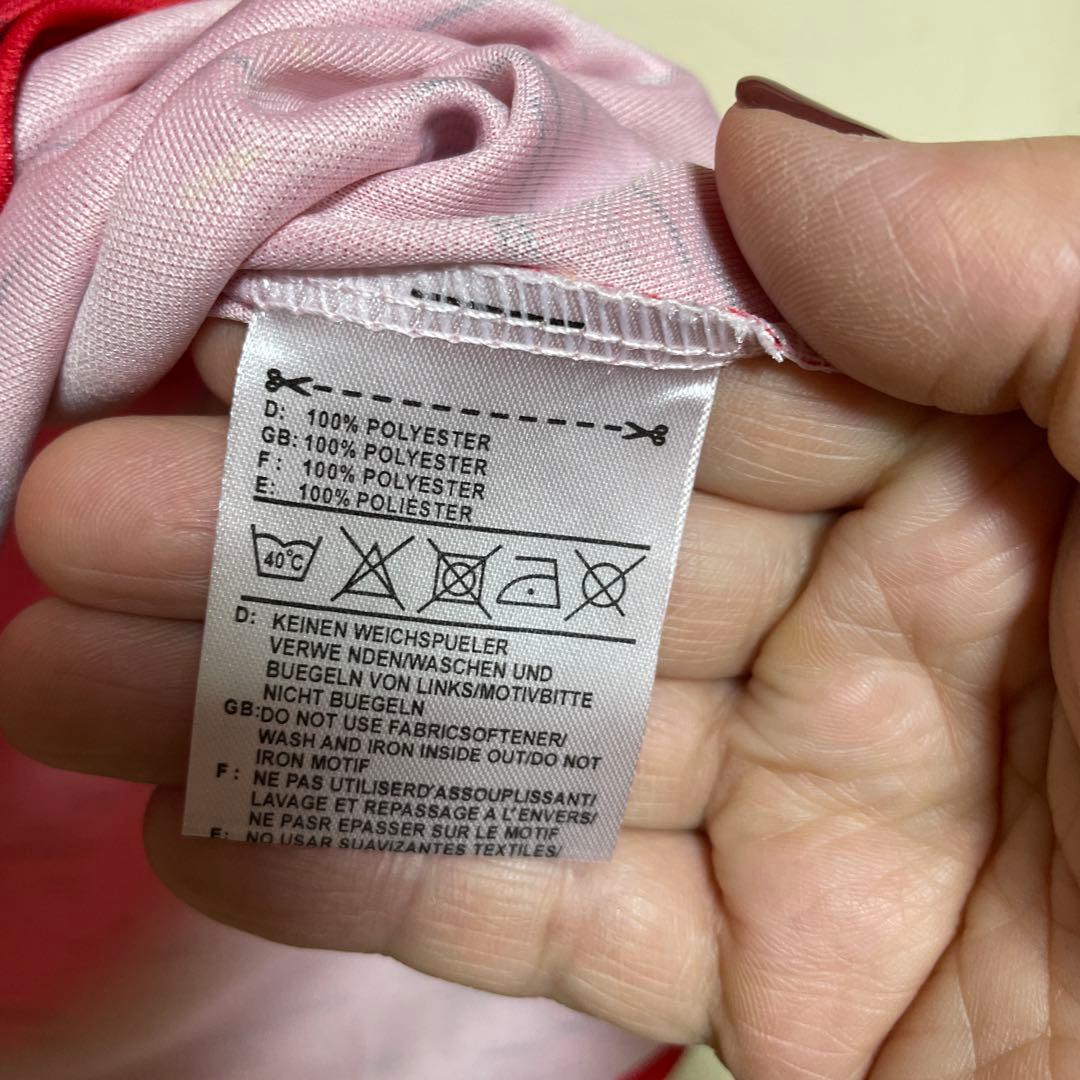 D: 100% POLYESTER
GB: 100% POLYESTER
F: 100% POLYESTER
E: 100% POLIÉSTER
40°C
D: KEINEN WEICHSPUELER
VERWE NDEN/WASCHEN UND
BUEGELN VON LINKS/MOTIVBITTE
NICHT BUEGELN
GB:DO NOT USE FABRICSOFTENER/
WASH AND IRON INSIDE OUT/DO NOT
IRON MOTIF
F: NE PAS UTILISERD'ASSOUPLISSANT/
LAVAGE ET REPASSAGE A L'ENVERS/
NE PASR EPASSER SUR LE MOTIF
E: NO USAR SUAVIZANTES TEXTILES/